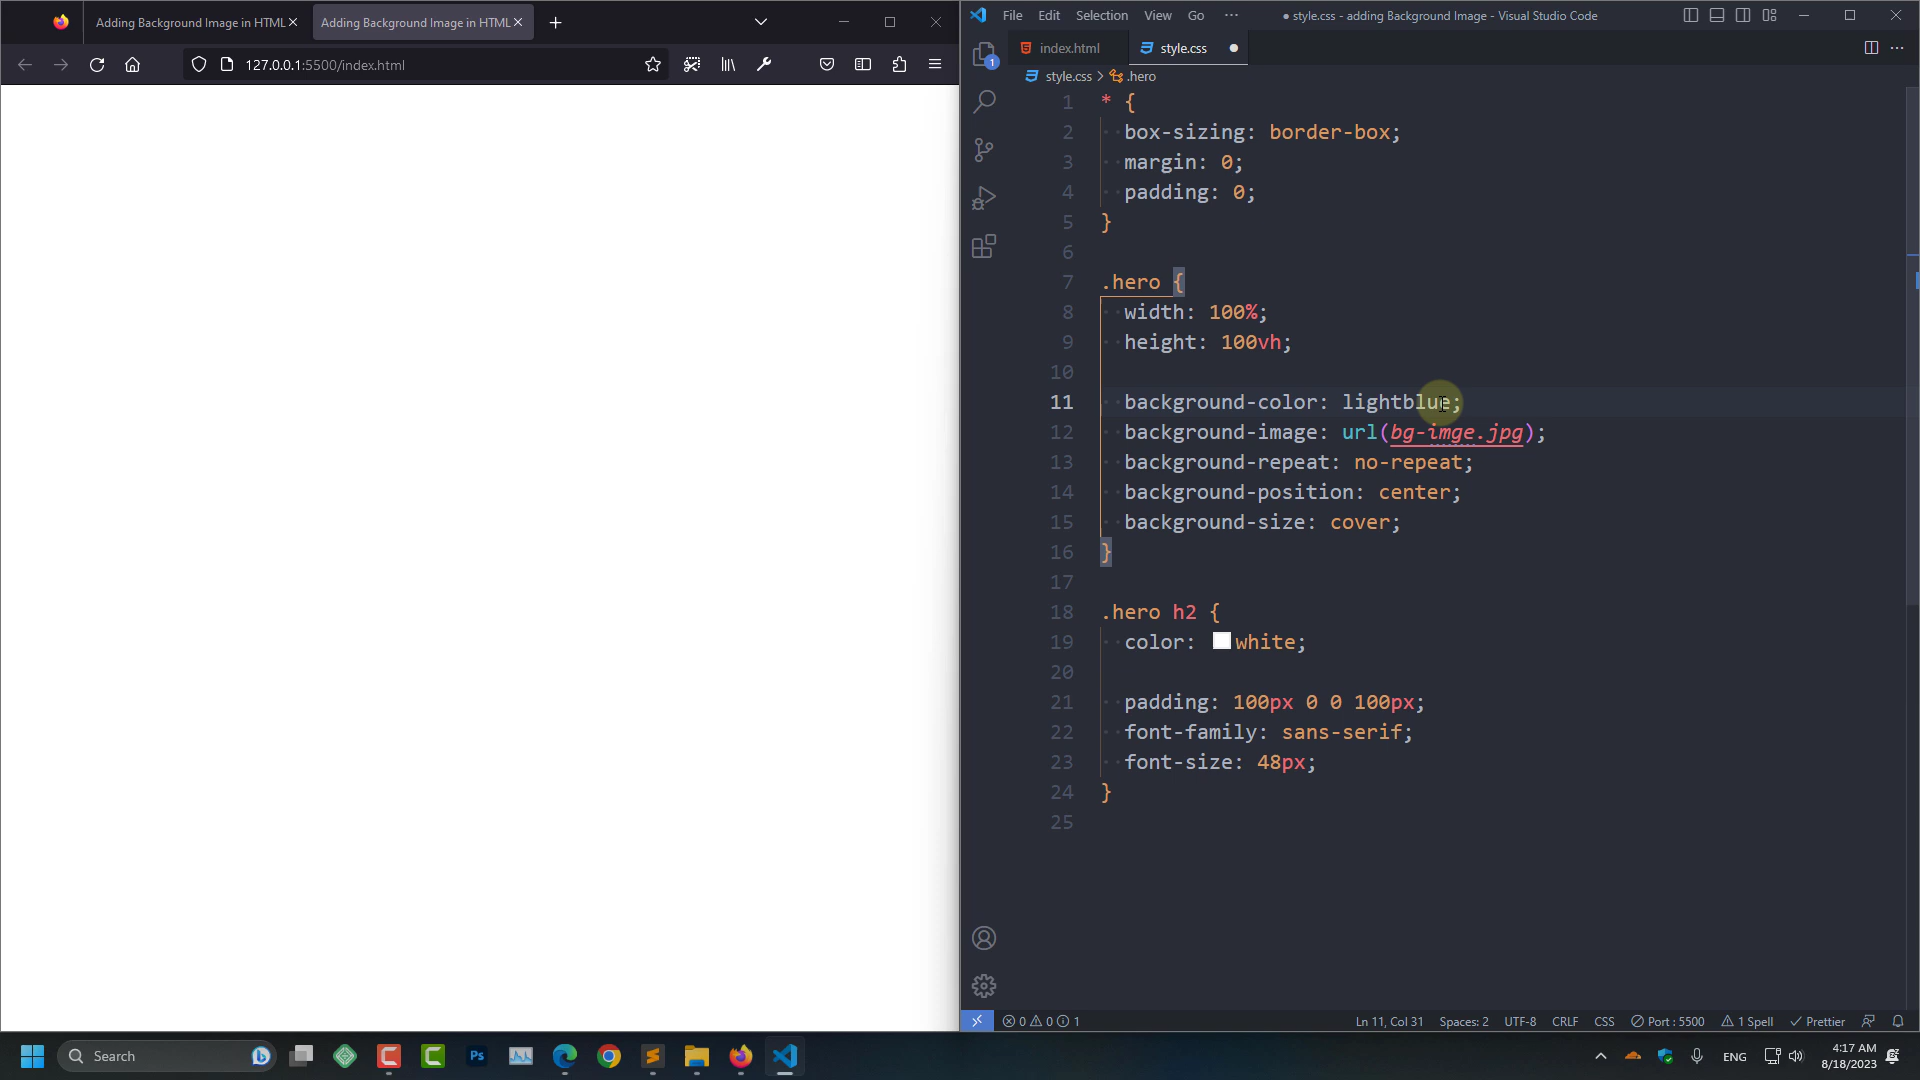 Adding Background Image in HTML
Adding Background Image in HTML
127.0.0.1:5500/index.html
File Edit Selection View Go
● style.css - adding Background Image - Visual Studio Code
index.html
style.css
style.css > .hero
1 * {
2 box-sizing: border-box;
3 margin: 0;
4 padding: 0;
5 }
6
7 .hero {
8 width: 100%;
9 height: 100vh;
10
11 background-color: lightblue;
12 background-image: url(bg-imge.jpg);
13 background-repeat: no-repeat;
14 background-position: center;
15 background-size: cover;
16 }
17
18 .hero h2 {
19 color: white;
20
21 padding: 100px 0 0 100px;
22 font-family: sans-serif;
23 font-size: 48px;
24 }
25
1
0 0 1
Ln 11, Col 31 Spaces: 2 UTF-8 CRLF CSS Port : 5500 1 Spell Prettier
Search
Ps
ENG
4:17 AM
8/18/2023